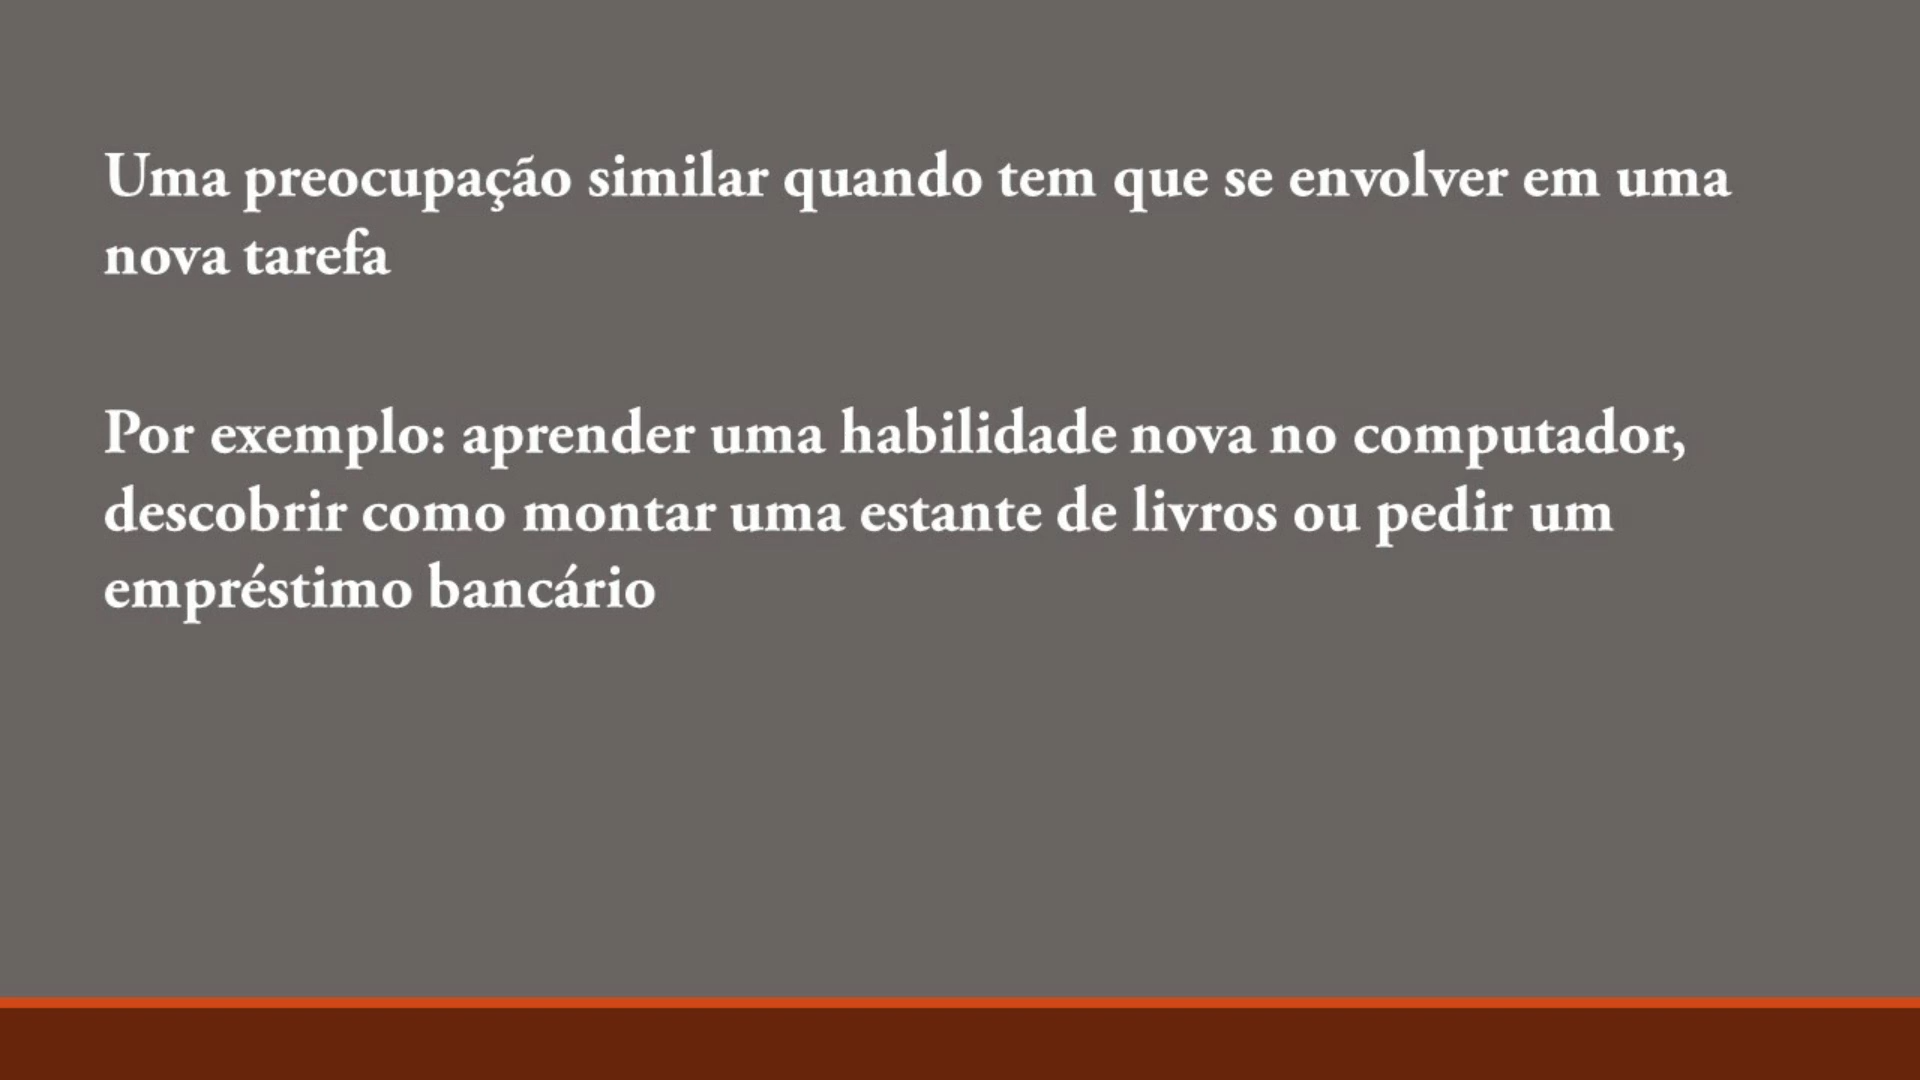 Uma preocupação similar quando tem que se envolver em uma
nova tarefa
Por exemplo: aprender uma habilidade nova no computador,
descobrir como montar uma estante de livros ou pedir um
empréstimo bancário